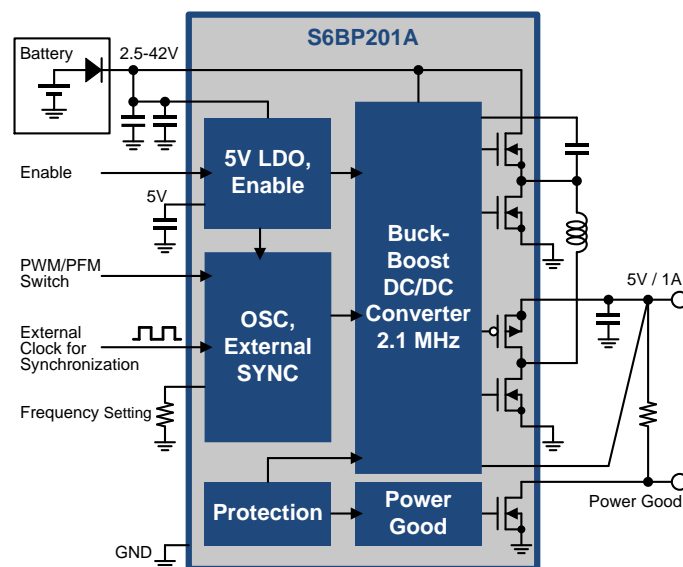 S6BP201A
Battery
2.5-42V
5V LDO,
Enable
Enable
5V
PWM/PFM
Switch
External
Clock for
Synchronization
OSC,
External
SYNC
Frequency Setting
Buck-
Boost
DC/DC
Converter
2.1 MHz
5V / 1A
Protection
Power
Good
Power Good
GND